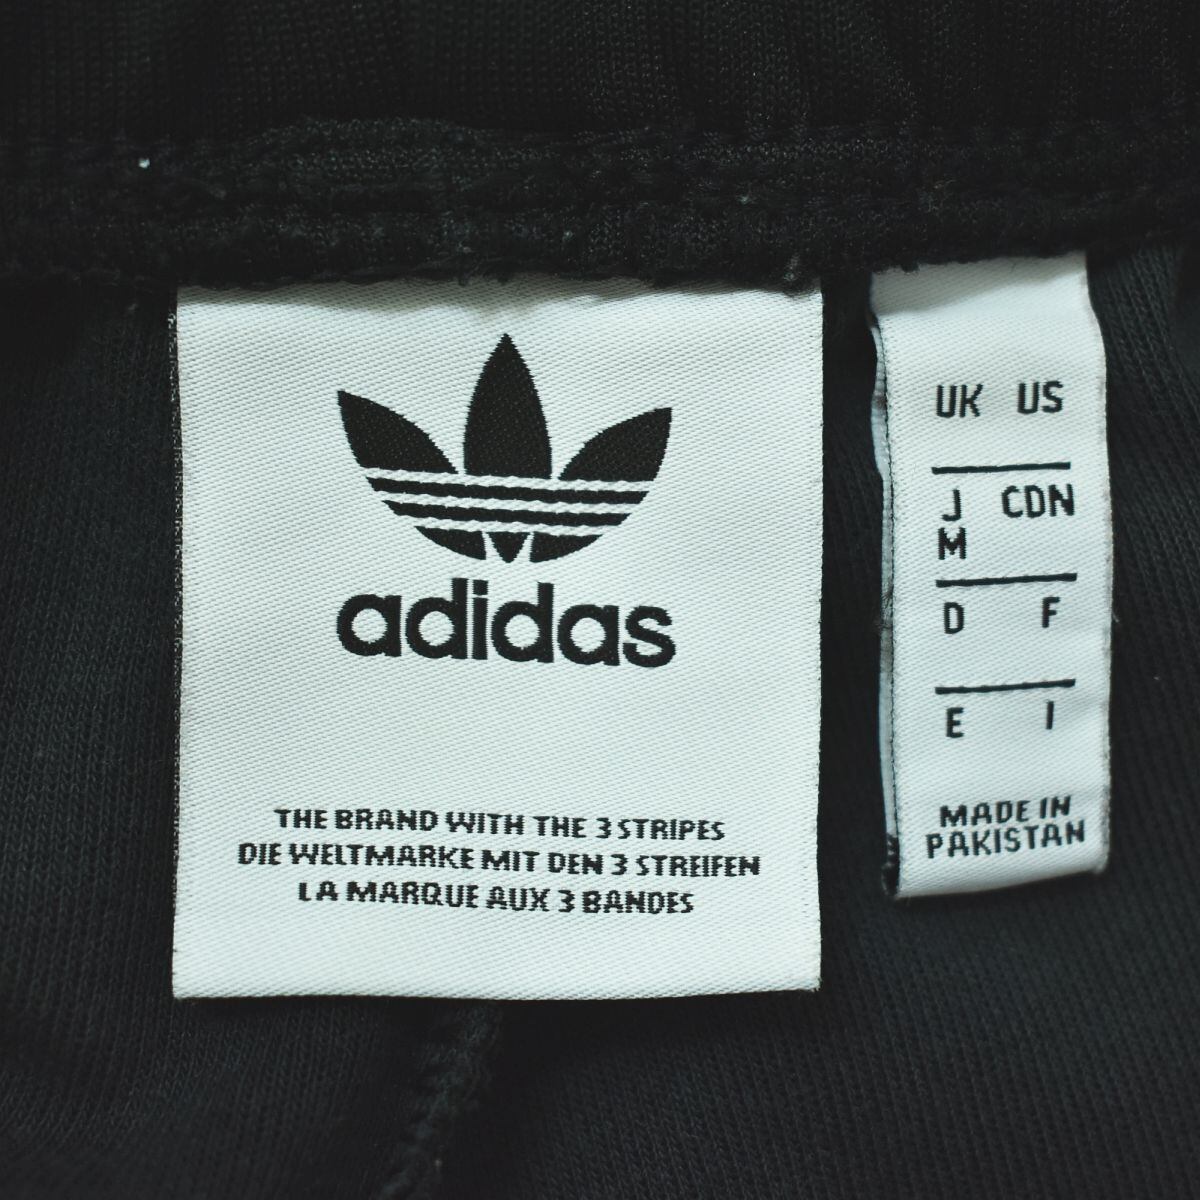 adidas
THE BRAND WITH THE 3 STRIPES
DIE WELTMARKE MIT DEN 3 STREIFEN
LA MARQUE AUX 3 BANDES
UK US
J CDN
M
D F
E I
MADE IN
PAKISTAN